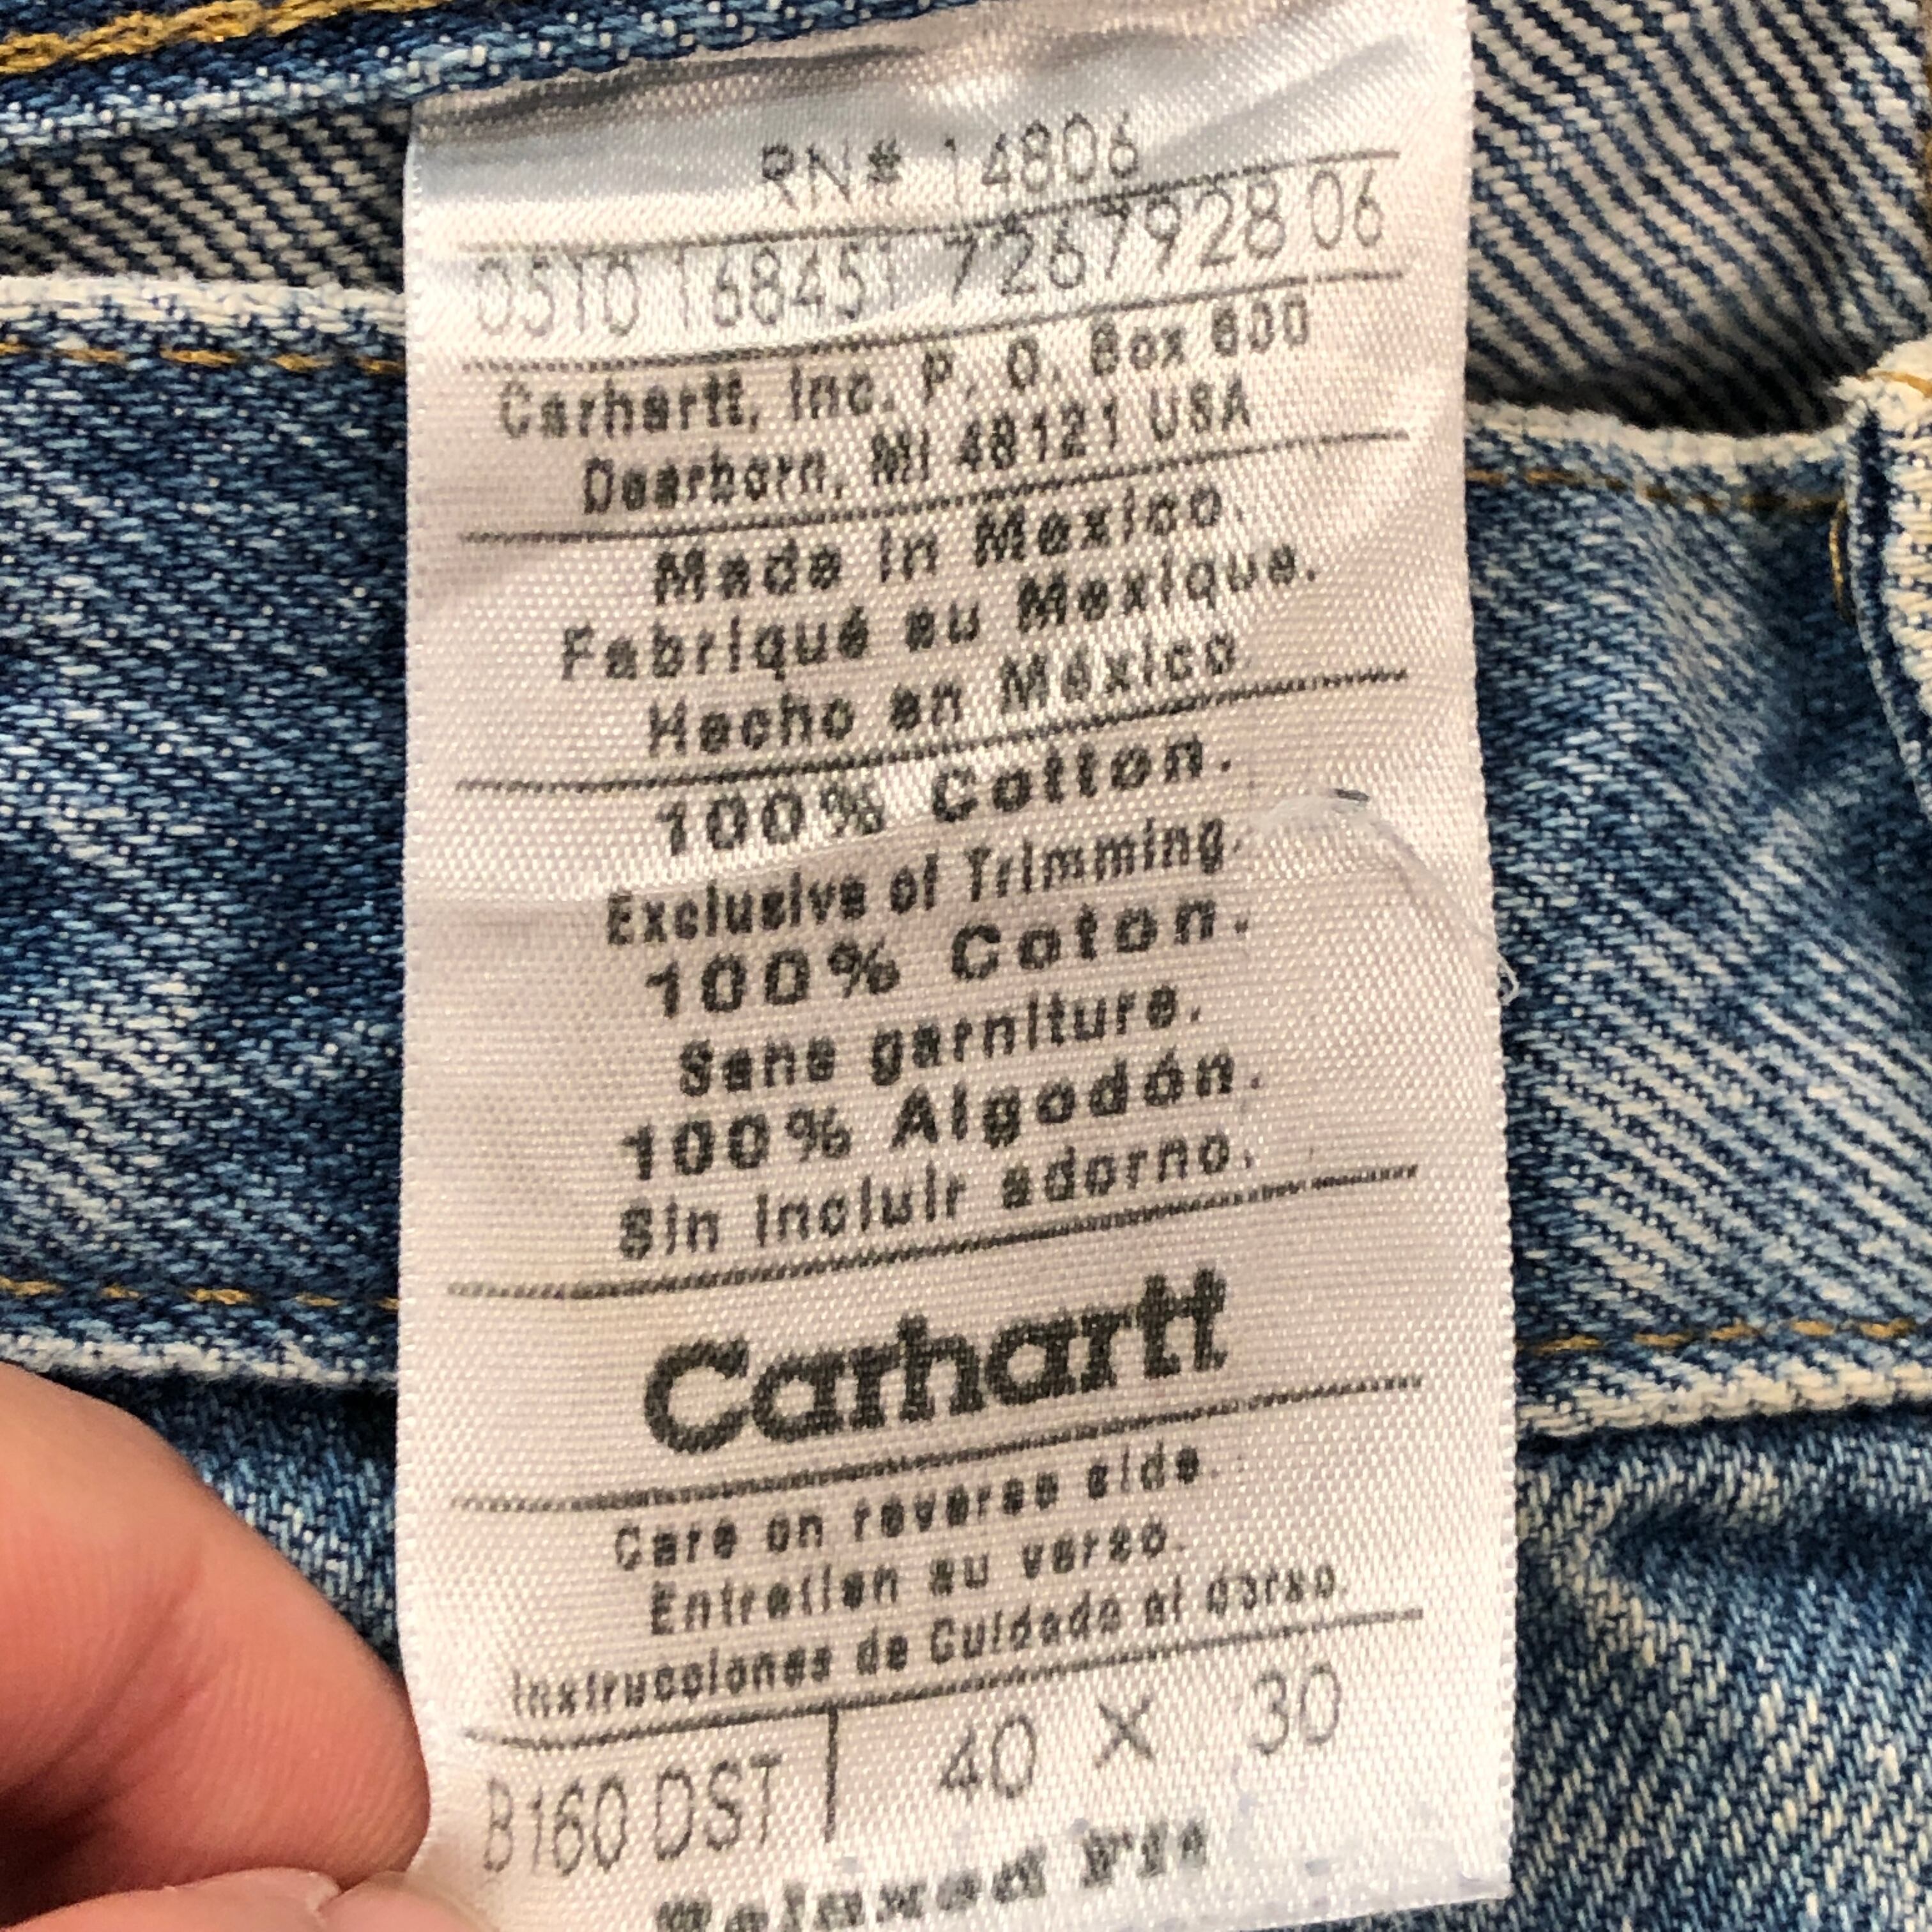 RN# 14806
0510 168451 7267928 06
Carhartt, Inc. P. O. Box 600
Dearborn, MI 48121 USA
Made in Mexico.
Fabriqué au Mexique.
Hecho en México.
100% Cotton.
Exclusive of Trimming.
100% Coton.
Sans garniture.
100% Algodón.
Sin incluir adorno.
Carhartt
Care on reverse side.
Entretien au verso.
Instrucciones de Cuidado al dorso.
B160 DST 40 X 30
Relaxed Fit